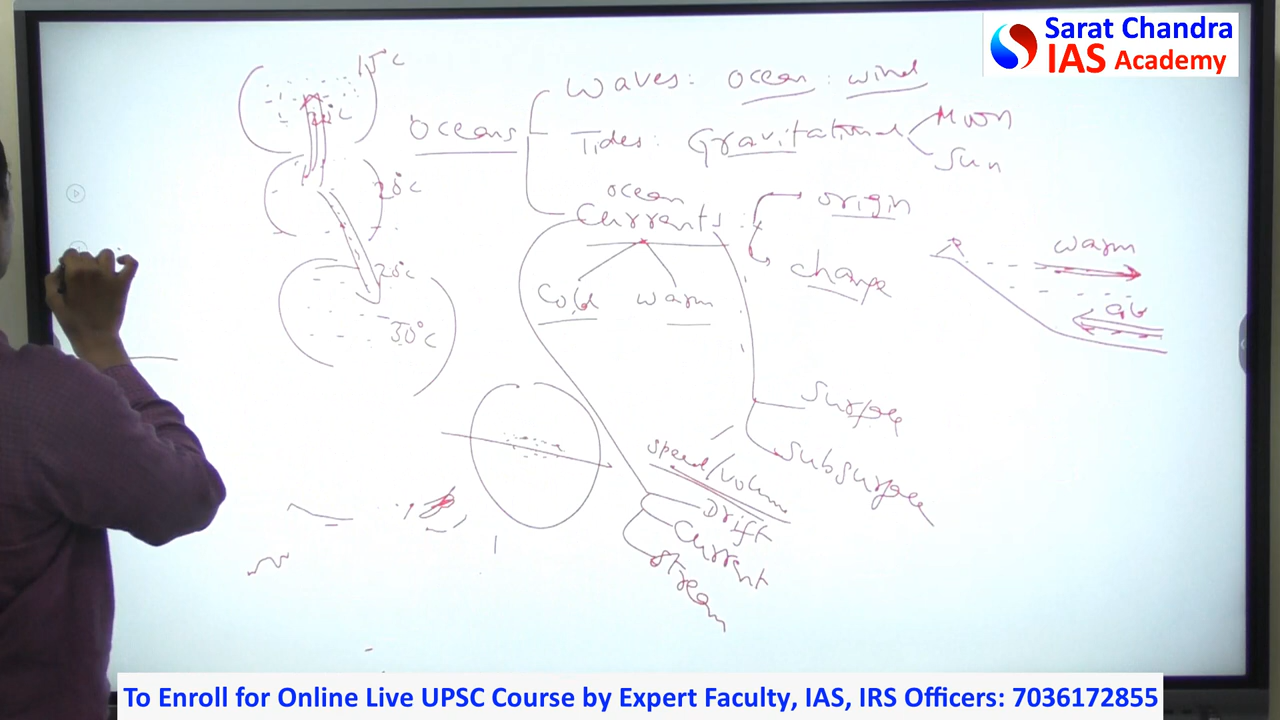 Sarat Chandra
IAS Academy
15°C
20°C
20°C
30°C
Oceans
Waves: Ocean: wind
Tides: Gravitational
Moon
Sun
ocean
Currents
origin
change
Cold
warm
warm
Surface
Subsurface
Speed/Volume
Drift
Current
Stream
To Enroll for Online Live UPSC Course by Expert Faculty, IAS, IRS Officers: 7036172855